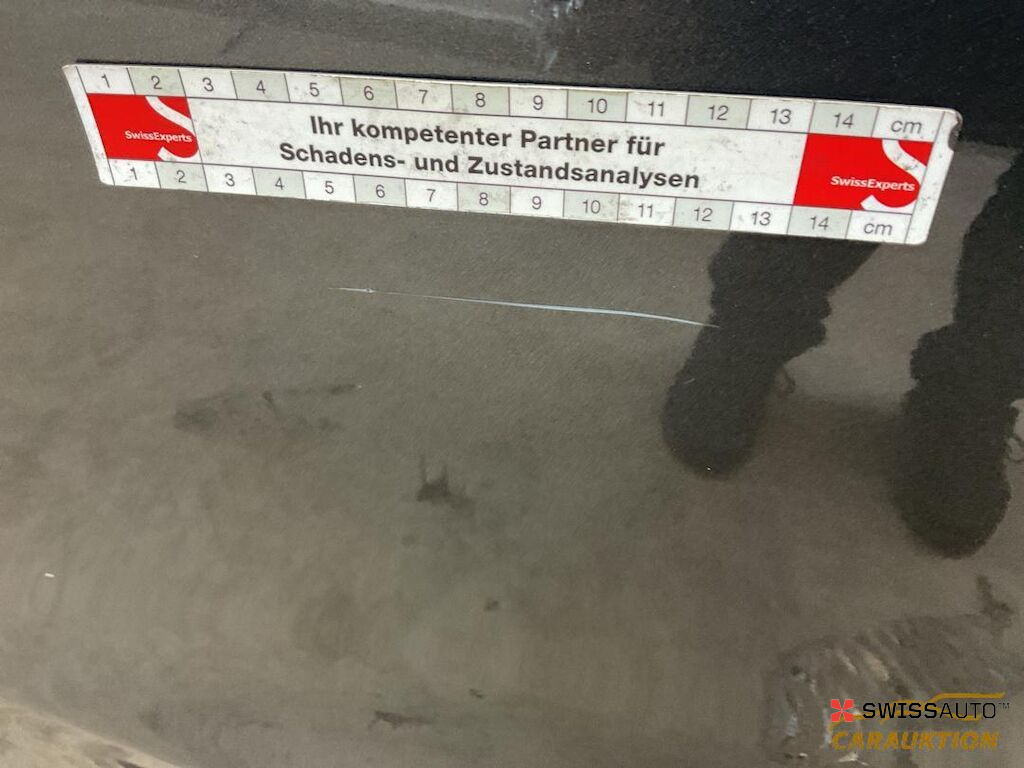 1 2 3 4 5 6 7 8 9 10 11 12 13 14 cm
SwissExperts
Ihr kompetenter Partner für
Schadens- und Zustandsanalysen
SwissExperts
1 2 3 4 5 6 7 8 9 10 11 12 13 14 cm
SWISSAUTO™
CARAUKTION